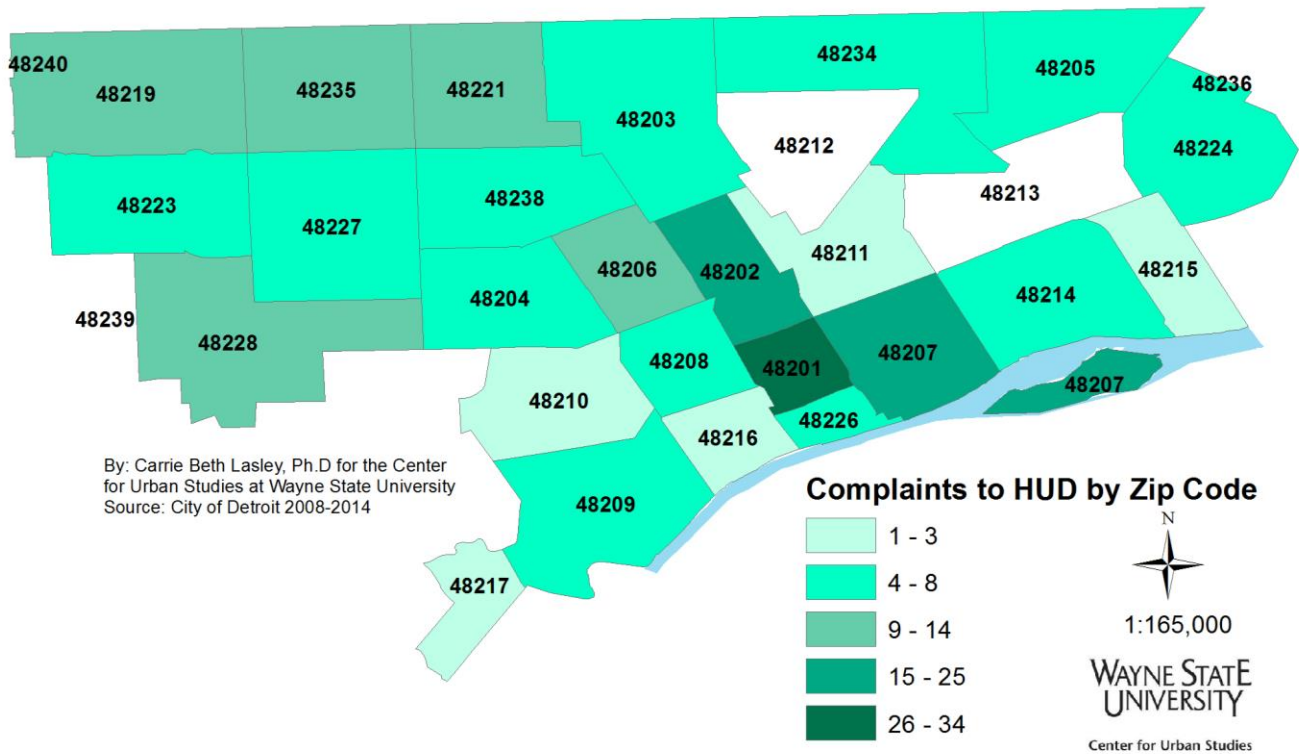 48240
48219
48235
48221
48203
48234
48205
48236
48212
48224
48213
48223
48227
48238
48206
48202
48211
48215
48239
48228
48204
48214
48208
48201
48207
48207
48210
48216
48226
By: Carrie Beth Lasley, Ph.D for the Center
for Urban Studies at Wayne State University
Source: City of Detroit 2008-2014
48209
48217
Complaints to HUD by Zip Code
1 - 3
4 - 8
9 - 14
15 - 25
26 - 34
N
1:165,000
WAYNE STATE
UNIVERSITY
Center for Urban Studies